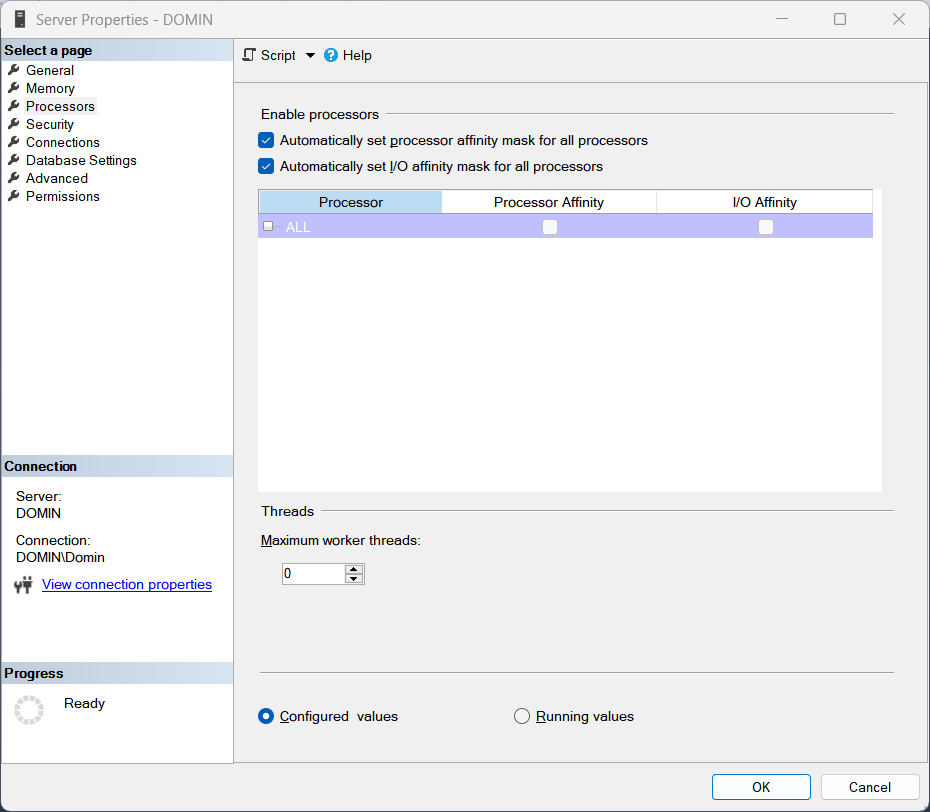 Server Properties - DOMIN
Select a page
General
Memory
Processors
Security
Connections
Database Settings
Advanced
Permissions
Connection
Server:
DOMIN
Connection:
DOMIN\Domin
View connection properties
Progress
Ready
Script
Help
Enable processors
Automatically set processor affinity mask for all processors
Automatically set I/O affinity mask for all processors
Processor Processor Affinity I/O Affinity
ALL
Threads
Maximum worker threads:
0
Configured values Running values
OK Cancel